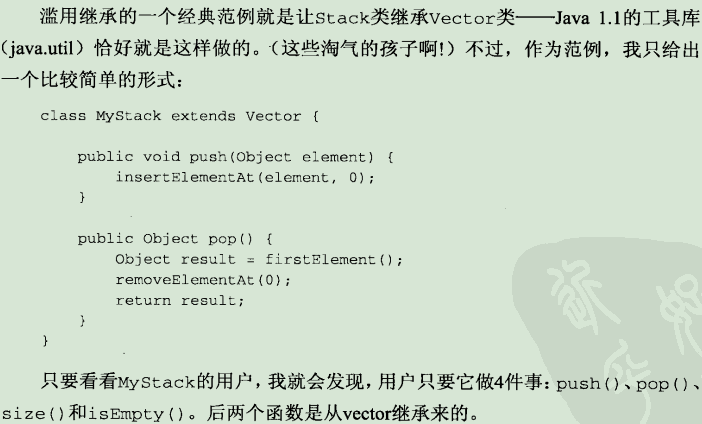 滥用继承的一个经典范例就是让Stack类继承Vector类——Java 1.1的工具库
(java.util)恰好就是这样做的。(这些淘气的孩子啊!)不过，作为范例，我只给出
一个比较简单的形式：
class MyStack extends Vector {
public void push(Object element) {
insertElementAt(element, 0);
}
public Object pop() {
Object result = firstElement();
removeElementAt(0);
return result;
}
}
只要看看MyStack的用户，我就会发现，用户只要它做4件事：push()、pop()、
size()和isEmpty()。后两个函数是从vector继承来的。